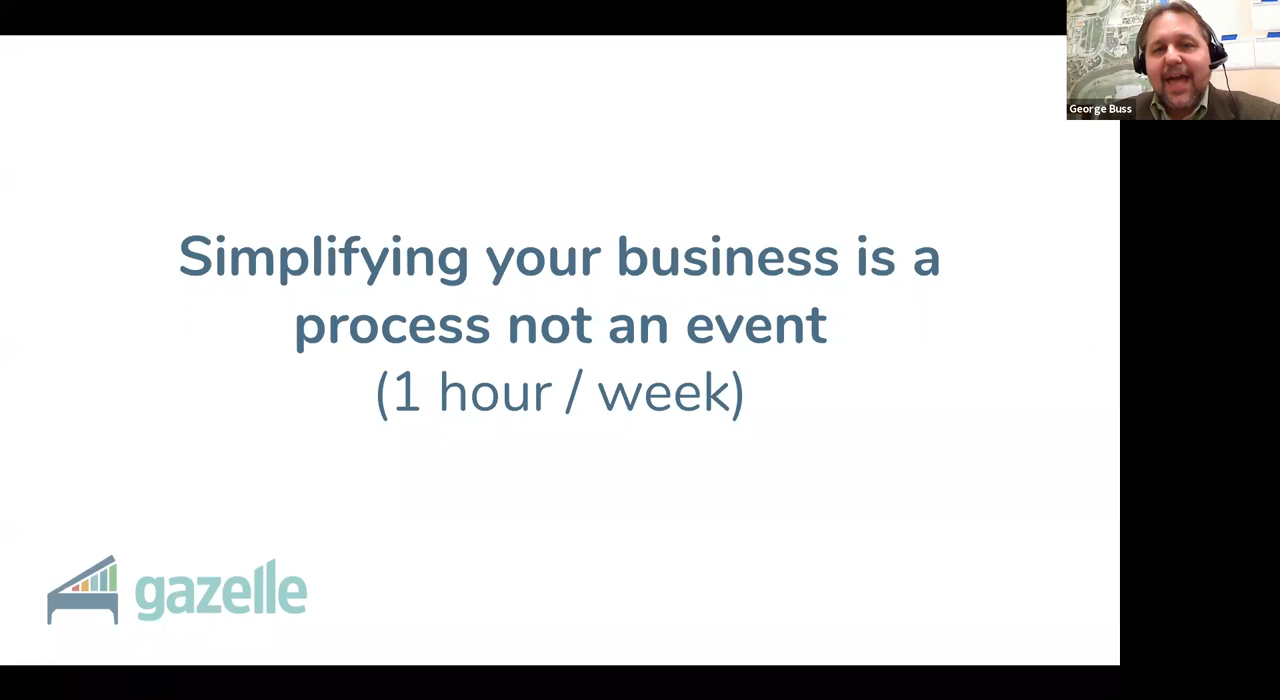 George Buss
Simplifying your business is a
process not an event
(1 hour / week)
gazelle